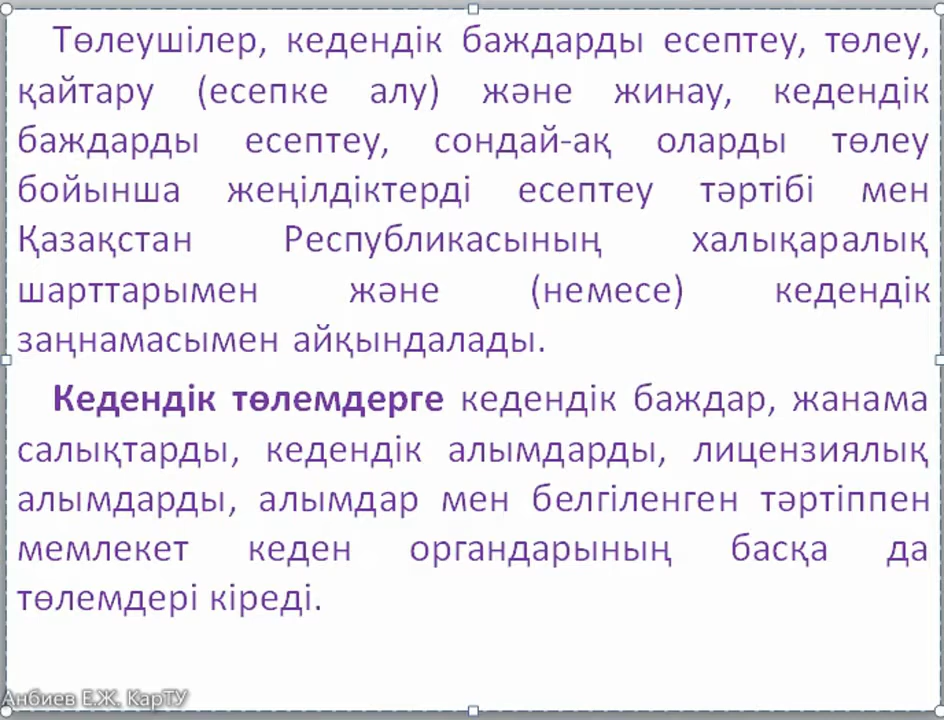 Төлеушілер, кедендік баждарды есептеу, төлеу,
қайтару (есепке алу) және жинау, кедендік
баждарды есептеу, сондай-ақ оларды төлеу
бойынша жеңілдіктерді есептеу тәртібі мен
Қазақстан Республикасының халықаралық
шарттарымен және (немесе) кедендік
заңнамасымен айқындалады.
Кедендік төлемдерге кедендік баждар, жанама
салықтарды, кедендік алымдарды, лицензиялық
алымдарды, алымдар мен белгіленген тәртіппен
мемлекет кеден органдарының басқа да
төлемдері кіреді.
Анбиев Е.Ж. КарТУ